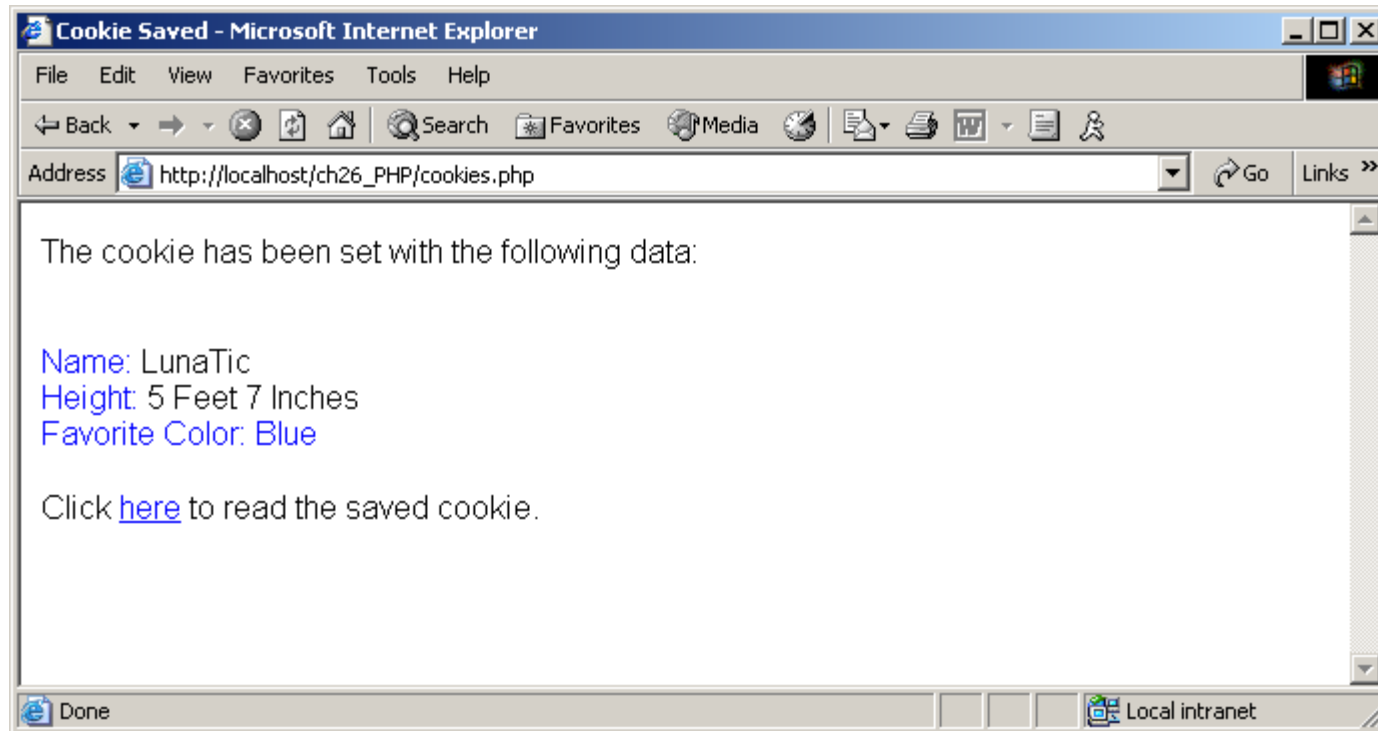 Cookie Saved - Microsoft Internet Explorer
File Edit View Favorites Tools Help
Back Search Favorites Media
Address http://localhost/ch26_PHP/cookies.php Go Links »
The cookie has been set with the following data:
Name: LunaTic
Height: 5 Feet 7 Inches
Favorite Color: Blue
Click here to read the saved cookie.
Done Local intranet